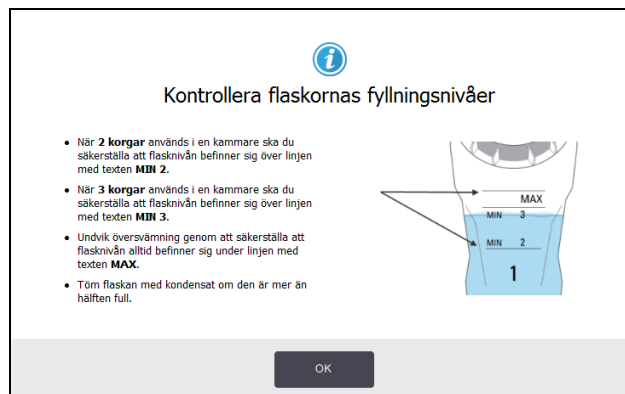 Kontrollera flaskornas fyllningsnivåer
● När 2 korgar används i en kammare ska du
säkerställa att flasknivån befinner sig över linjen
med texten MIN 2.
● När 3 korgar används i en kammare ska du
säkerställa att flasknivån befinner sig över linjen
med texten MIN 3.
● Undvik översvämning genom att säkerställa att
flasknivån alltid befinner sig under linjen med
texten MAX.
● Töm flaskan med kondensat om den är mer än
hälften full.
MAX
MIN 3
MIN 2
1
OK